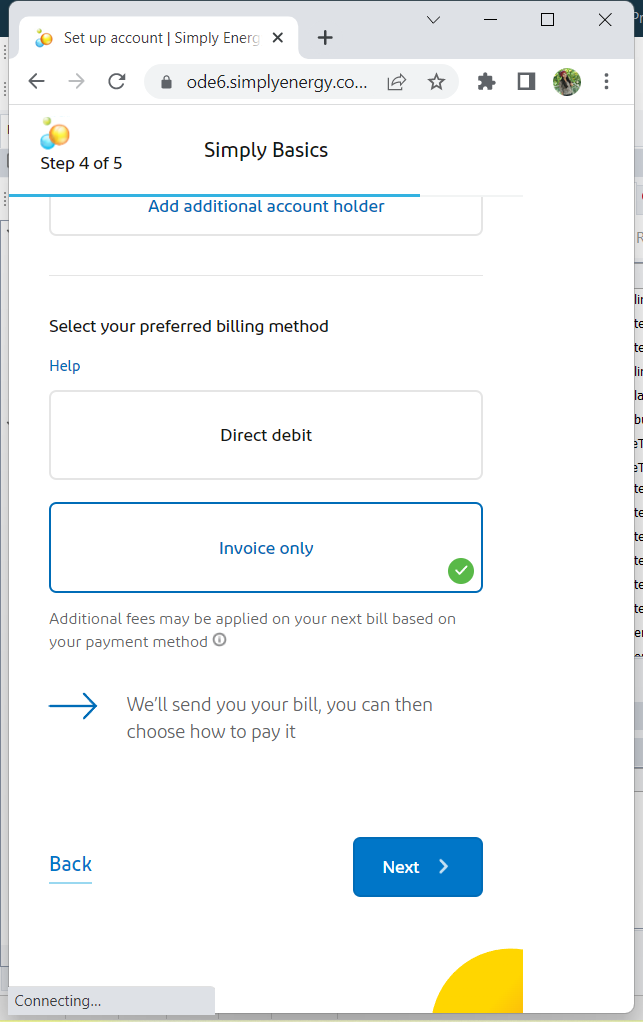 Set up account | Simply Energ
ode6.simplyenergy.co...
Step 4 of 5
Simply Basics
Add additional account holder
Select your preferred billing method
Help
Direct debit
Invoice only
Additional fees may be applied on your next bill based on
your payment method
We'll send you your bill, you can then
choose how to pay it
Back
Next
Connecting...